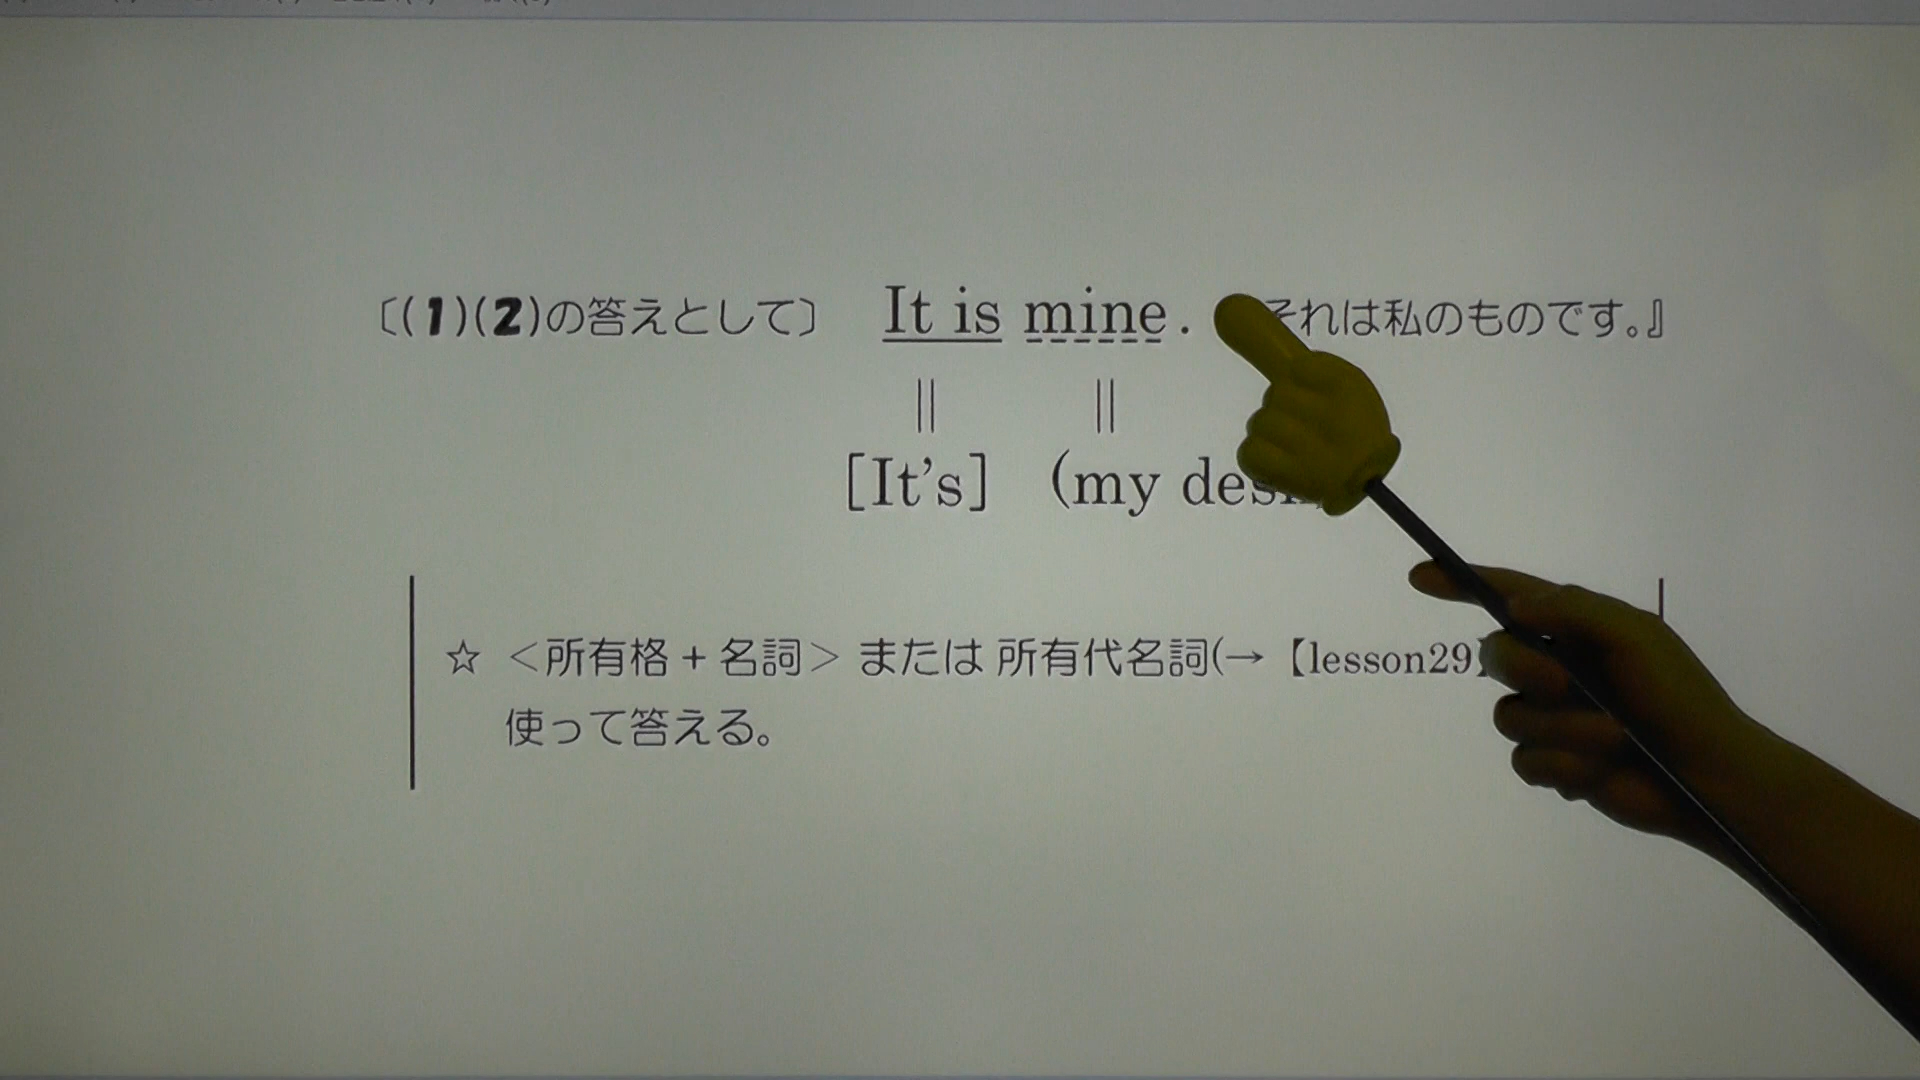 〔(1)(2)の答えとして〕 It is mine. それは私のものです。』
|| ||
[It's] (my desk
☆ ＜所有格 + 名詞＞ または 所有代名詞(→【lesson29】
使って答える。